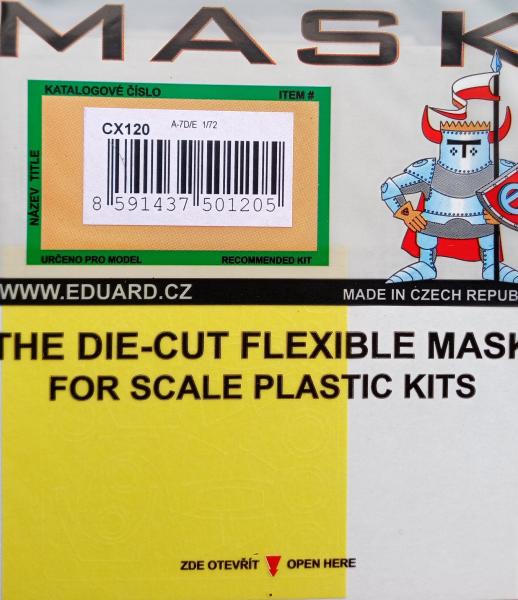 MASK
KATALOGOVÉ ČÍSLO
ITEM #
CX120
A-7D/E 1/72
NÁZEV TITLE
8 591437 501205
URČENO PRO MODEL
RECOMMENDED KIT
WWW.EDUARD.CZ
MADE IN CZECH REPUB
THE DIE-CUT FLEXIBLE MASK
FOR SCALE PLASTIC KITS
ZDE OTEVŘÍT OPEN HERE